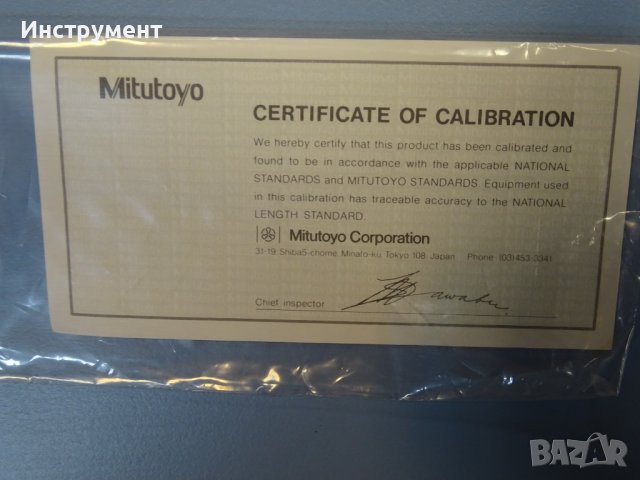 Инструмент
Mitutoyo
CERTIFICATE OF CALIBRATION
We hereby certify that this product has been calibrated and
found to be in accordance with the applicable NATIONAL
STANDARDS and MITUTOYO STANDARDS. Equipment used
in this calibration has traceable accuracy to the NATIONAL
LENGTH STANDARD.
Mitutoyo Corporation
31-19, Shiba5-chome, Minato-ku, Tokyo 108, Japan Phone (03)453-3341
Chief inspector
BAZAR